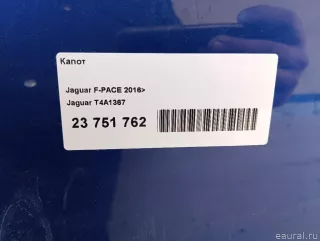 Капот
Jaguar F-PACE 2016>
Jaguar T4A1367
23 751 762
© eaural.ru